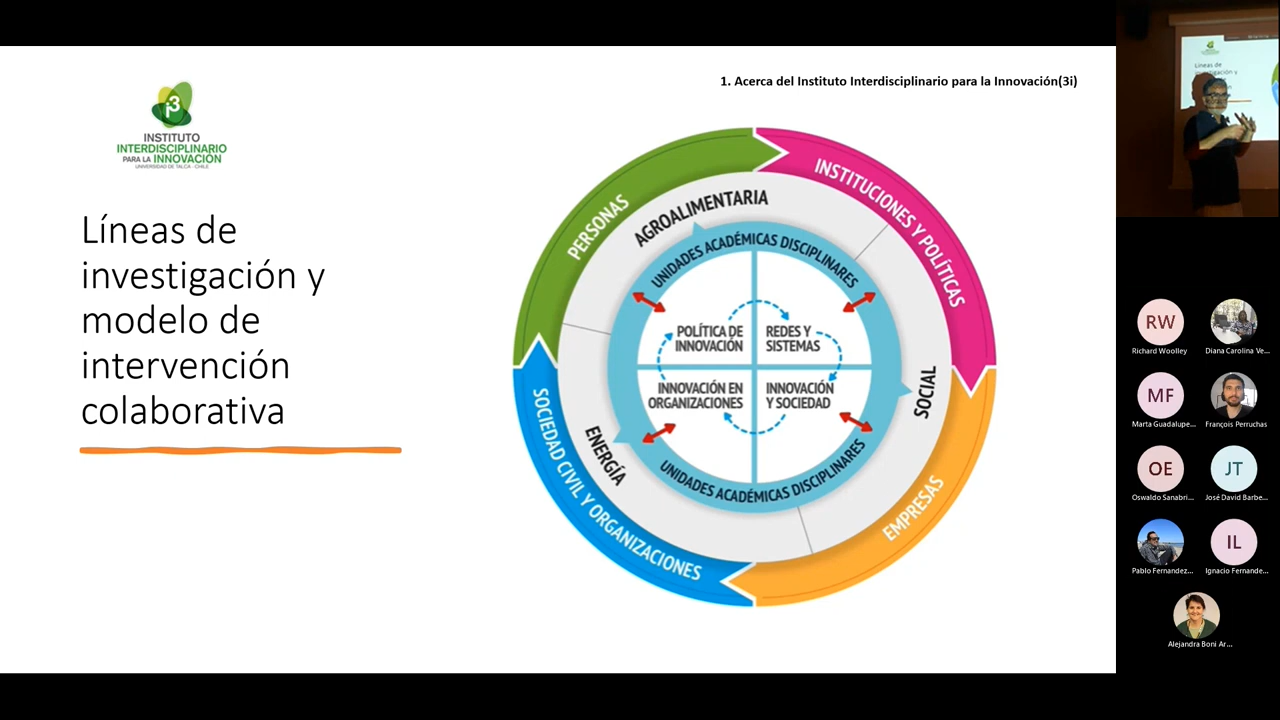 1. Acerca del Instituto Interdisciplinario para la Innovación(3i)
i3
INSTITUTO
INTERDISCIPLINARIO
PARA LA INNOVACIÓN
UNIVERSIDAD DE TALCA - CHILE
Líneas de
investigación y
modelo de
intervención
colaborativa
PERSONAS
INSTITUCIONES Y POLÍTICAS
EMPRESAS
SOCIEDAD CIVIL Y ORGANIZACIONES
AGROALIMENTARIA
SOCIAL
ENERGÍA
UNIDADES ACADÉMICAS DISCIPLINARES
POLÍTICA DE
INNOVACIÓN
REDES Y
SISTEMAS
INNOVACIÓN EN
ORGANIZACIONES
INNOVACIÓN
Y SOCIEDAD
UNIDADES ACADÉMICAS DISCIPLINARES
Líneas de
investigación y
RW
Richard Woolley
Diana Carolina Ve...
MF
Marta Guadalupe...
François Perruchas
OE
Oswaldo Sanabri...
JT
José David Barbe...
Pablo Fernandez...
IL
Ignacio Fernande...
Alejandra Boni Ar...